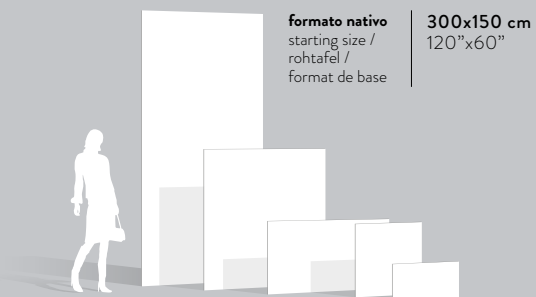 formato nativo
starting size /
rohtafel /
format de base
300x150 cm
120”x60”